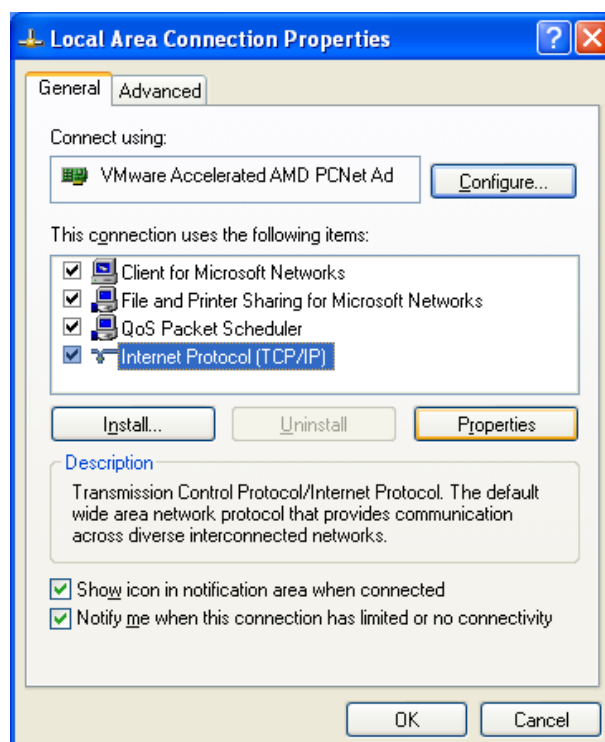 Local Area Connection Properties
General
Advanced
Connect using:
VMware Accelerated AMD PCNet Ad
Configure...
This connection uses the following items:
Client for Microsoft Networks
File and Printer Sharing for Microsoft Networks
QoS Packet Scheduler
Internet Protocol (TCP/IP)
Install...
Uninstall
Properties
Description
Transmission Control Protocol/Internet Protocol. The default
wide area network protocol that provides communication
across diverse interconnected networks.
Show icon in notification area when connected
Notify me when this connection has limited or no connectivity
OK
Cancel